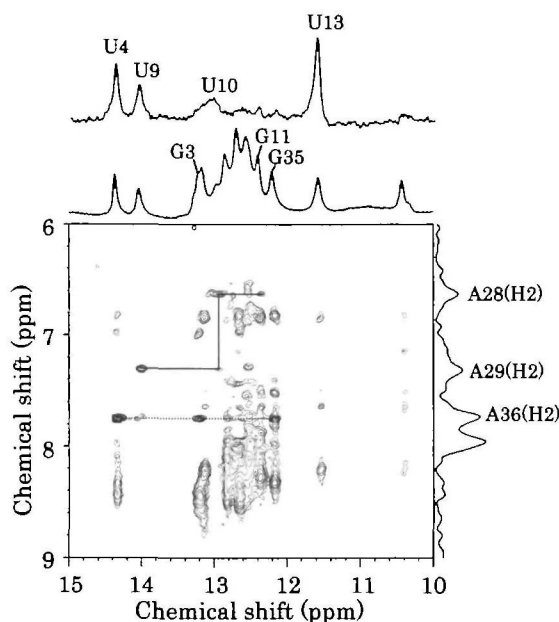 U13
U4
U9
U10
G3
G11
G35
6
7
8
9
Chemical shift (ppm)
A28(H2)
A29(H2)
A36(H2)
15 14 13 12 11 10
Chemical shift (ppm)